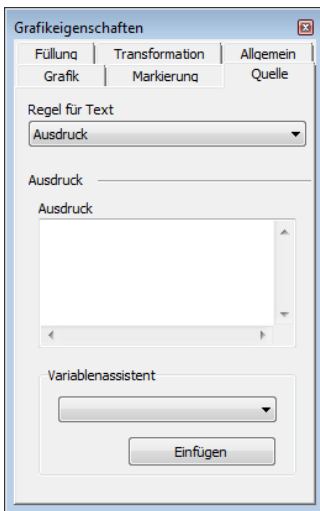 Grafikeigenschaften
Füllung Transformation Allgemein
Grafik Markierung Quelle
Regel für Text
Ausdruck
Ausdruck
Ausdruck
Variablenassistent
Einfügen